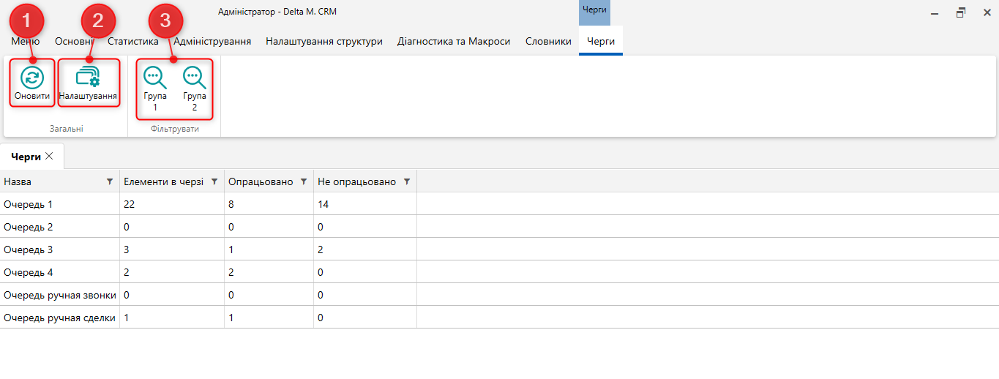 1 2 3
Адміністратор - Delta M. CRM
Черги
Меню Основні Статистика Адміністрування Налаштування структури Діагностика та Макроси Словники Черги
Оновити Налаштування Група 1 Група 2
Загальні Фільтрувати
Черги
Назва Елементи в черзі Опрацьовано Не опрацьовано
Очередь 1 22 8 14
Очередь 2 0 0 0
Очередь 3 3 1 2
Очередь 4 2 2 0
Очередь ручная звонки 0 0 0
Очередь ручная сделки 1 1 0